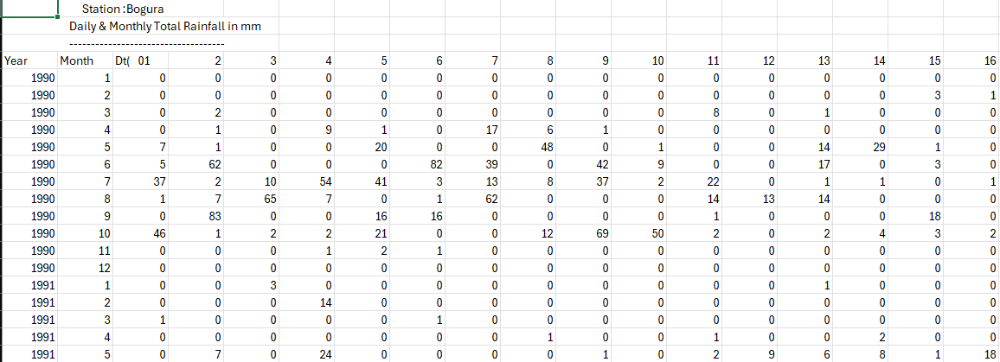 Station :Bogura
Daily & Monthly Total Rainfall in mm
------------------------------------
Year Month Dt( 01 2 3 4 5 6 7 8 9 10 11 12 13 14 15 16
1990 1 0 0 0 0 0 0 0 0 0 0 0 0 0 0 0 0
1990 2 0 0 0 0 0 0 0 0 0 0 0 0 0 0 3 1
1990 3 0 2 0 0 0 0 0 0 0 0 8 0 1 0 0 0
1990 4 0 1 0 9 1 0 17 6 1 0 0 0 0 0 0 0
1990 5 7 1 0 0 20 0 0 48 0 1 0 0 14 29 1 0
1990 6 5 62 0 0 0 82 39 0 42 9 0 0 17 0 3 0
1990 7 37 2 10 54 41 3 13 8 37 2 22 0 1 1 0 1
1990 8 1 7 65 7 0 1 62 0 0 0 14 13 14 0 0 0
1990 9 0 83 0 0 16 16 0 0 0 0 1 0 0 0 18 0
1990 10 46 1 2 2 21 0 0 12 69 50 2 0 2 4 3 2
1990 11 0 0 0 1 2 1 0 0 0 0 0 0 0 0 0 0
1990 12 0 0 0 0 0 0 0 0 0 0 0 0 0 0 0 0
1991 1 0 0 3 0 0 0 0 0 0 0 0 0 1 0 0 0
1991 2 0 0 0 14 0 0 0 0 0 0 0 0 0 0 0 0
1991 3 1 0 0 0 0 1 0 0 0 0 0 0 0 0 0 0
1991 4 0 0 0 0 0 0 0 1 0 0 1 0 0 2 0 0
1991 5 0 7 0 24 0 0 0 0 1 0 2 9 6 8 1 18